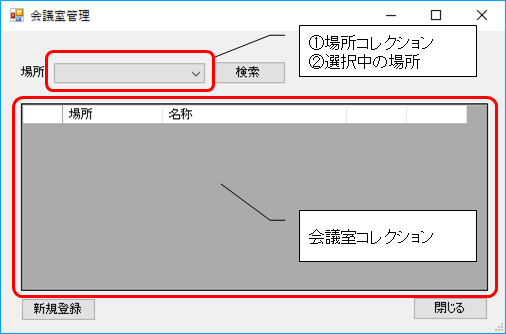 会議室管理
①場所コレクション
②選択中の場所
場所
検索
場所 名称
会議室コレクション
新規登録
閉じる